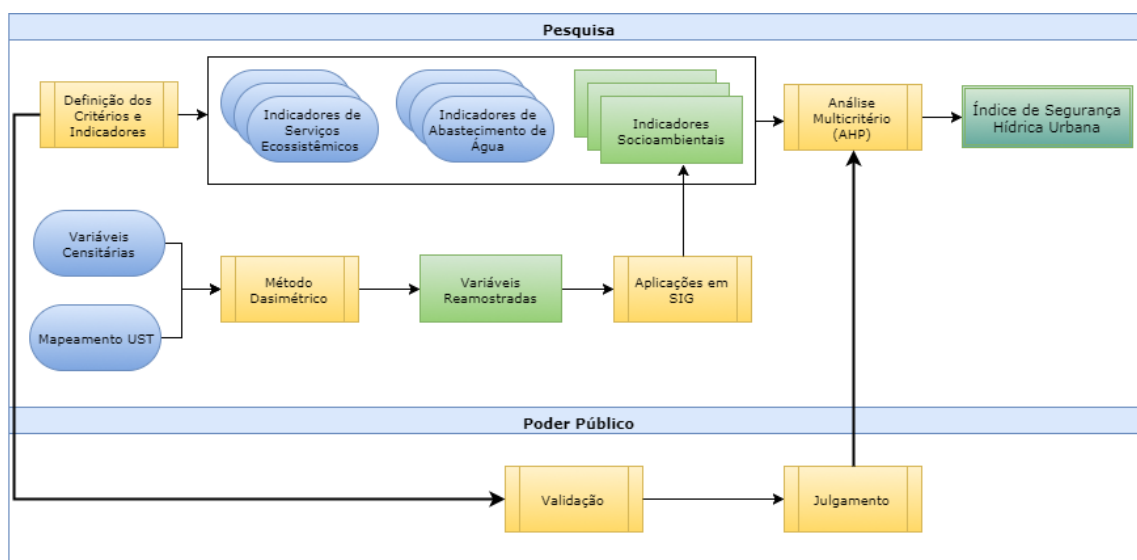 Pesquisa
Definição dos
Critérios e
Indicadores
Indicadores de
Serviços
Ecossistêmicos
Indicadores de
Abastecimento de
Água
Indicadores
Socioambientais
Análise
Multicritério
(AHP)
Índice de Segurança
Hídrica Urbana
Variáveis
Censitárias
Mapeamento UST
Método
Dasimétrico
Variáveis
Reamostradas
Aplicações em
SIG
Poder Público
Validação
Julgamento